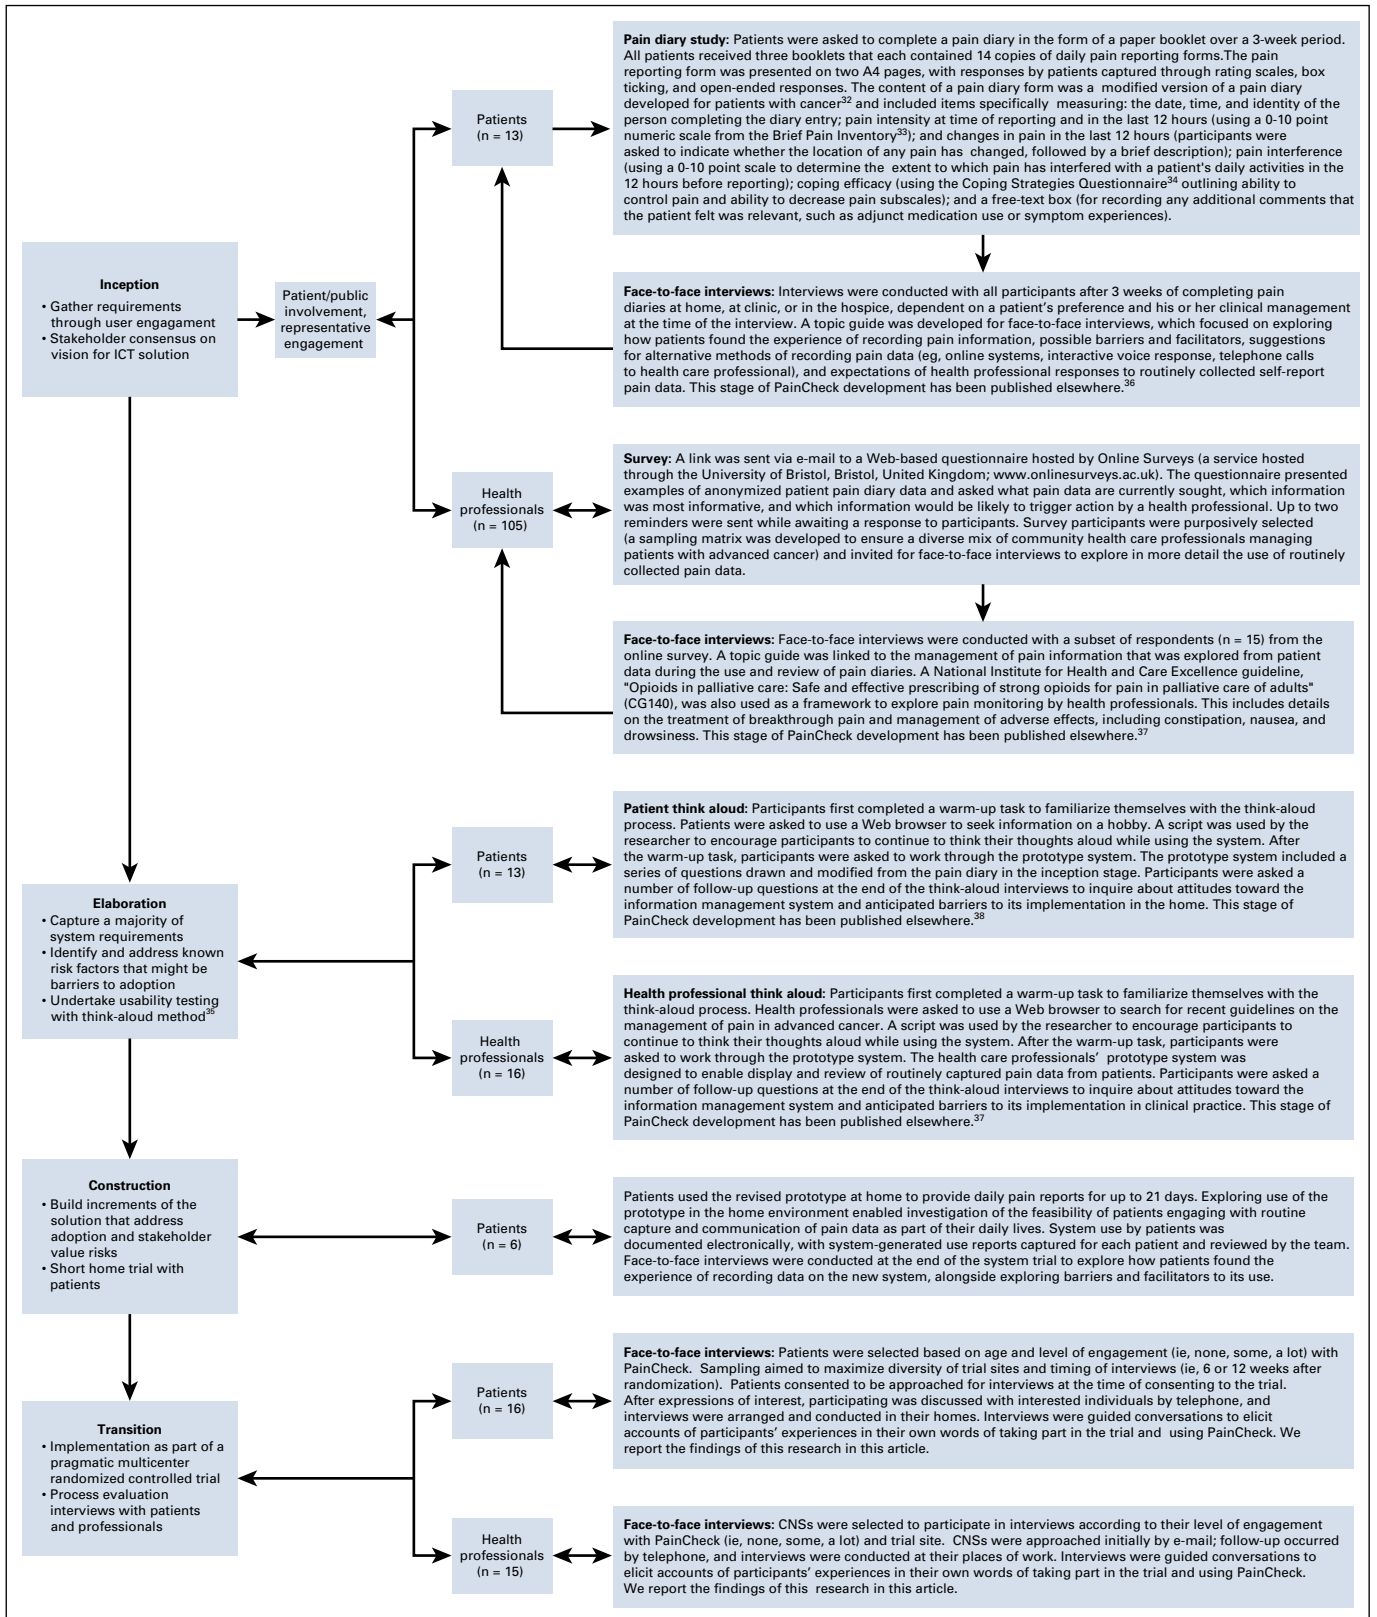 Inception
• Gather requirements
through user engagament
• Stakeholder consensus on
vision for ICT solution
Patient/public
involvement,
representative
engagement
Patients
(n = 13)
Pain diary study: Patients were asked to complete a pain diary in the form of a paper booklet over a 3-week period.
All patients received three booklets that each contained 14 copies of daily pain reporting forms.The pain
reporting form was presented on two A4 pages, with responses by patients captured through rating scales, box
ticking, and open-ended responses. The content of a pain diary form was a modified version of a pain diary
developed for patients with cancer32 and included items specifically measuring: the date, time, and identity of the
person completing the diary entry; pain intensity at time of reporting and in the last 12 hours (using a 0-10 point
numeric scale from the Brief Pain Inventory33); and changes in pain in the last 12 hours (participants were
asked to indicate whether the location of any pain has changed, followed by a brief description); pain interference
(using a 0-10 point scale to determine the extent to which pain has interfered with a patient's daily activities in the
12 hours before reporting); coping efficacy (using the Coping Strategies Questionnaire34 outlining ability to
control pain and ability to decrease pain subscales); and a free-text box (for recording any additional comments that
the patient felt was relevant, such as adjunct medication use or symptom experiences).
Face-to-face interviews: Interviews were conducted with all participants after 3 weeks of completing pain
diaries at home, at clinic, or in the hospice, dependent on a patient's preference and his or her clinical management
at the time of the interview. A topic guide was developed for face-to-face interviews, which focused on exploring
how patients found the experience of recording pain information, possible barriers and facilitators, suggestions
for alternative methods of recording pain data (eg, online systems, interactive voice response, telephone calls
to health care professional), and expectations of health professional responses to routinely collected self-report
pain data. This stage of PainCheck development has been published elsewhere.36
Health
professionals
(n = 105)
Survey: A link was sent via e-mail to a Web-based questionnaire hosted by Online Surveys (a service hosted
through the University of Bristol, Bristol, United Kingdom; www.onlinesurveys.ac.uk). The questionnaire presented
examples of anonymized patient pain diary data and asked what pain data are currently sought, which information
was most informative, and which information would be likely to trigger action by a health professional. Up to two
reminders were sent while awaiting a response to participants. Survey participants were purposively selected
(a sampling matrix was developed to ensure a diverse mix of community health care professionals managing
patients with advanced cancer) and invited for face-to-face interviews to explore in more detail the use of routinely
collected pain data.
Face-to-face interviews: Face-to-face interviews were conducted with a subset of respondents (n = 15) from the
online survey. A topic guide was linked to the management of pain information that was explored from patient
data during the use and review of pain diaries. A National Institute for Health and Care Excellence guideline,
"Opioids in palliative care: Safe and effective prescribing of strong opioids for pain in palliative care of adults"
(CG140), was also used as a framework to explore pain monitoring by health professionals. This includes details
on the treatment of breakthrough pain and management of adverse effects, including constipation, nausea, and
drowsiness. This stage of PainCheck development has been published elsewhere.37
Elaboration
• Capture a majority of
system requirements
• Identify and address known
risk factors that might be
barriers to adoption
• Undertake usability testing
with think-aloud method35
Patients
(n = 13)
Patient think aloud: Participants first completed a warm-up task to familiarize themselves with the think-aloud
process. Patients were asked to use a Web browser to seek information on a hobby. A script was used by the
researcher to encourage participants to continue to think their thoughts aloud while using the system. After
the warm-up task, participants were asked to work through the prototype system. The prototype system included a
series of questions drawn and modified from the pain diary in the inception stage. Participants were asked a
number of follow-up questions at the end of the think-aloud interviews to inquire about attitudes toward the
information management system and anticipated barriers to its implementation in the home. This stage of
PainCheck development has been published elsewhere.38
Health
professionals
(n = 16)
Health professional think aloud: Participants first completed a warm-up task to familiarize themselves with the
think-aloud process. Health professionals were asked to use a Web browser to search for recent guidelines on the
management of pain in advanced cancer. A script was used by the researcher to encourage participants to
continue to think their thoughts aloud while using the system. After the warm-up task, participants were
asked to work through the prototype system. The health care professionals' prototype system was
designed to enable display and review of routinely captured pain data from patients. Participants were asked a
number of follow-up questions at the end of the think-aloud interviews to inquire about attitudes toward the
information management system and anticipated barriers to its implementation in clinical practice. This stage of
PainCheck development has been published elsewhere.37
Construction
• Build increments of the
solution that address
adoption and stakeholder
value risks
• Short home trial with
patients
Patients
(n = 6)
Patients used the revised prototype at home to provide daily pain reports for up to 21 days. Exploring use of the
prototype in the home environment enabled investigation of the feasibility of patients engaging with routine
capture and communication of pain data as part of their daily lives. System use by patients was
documented electronically, with system-generated use reports captured for each patient and reviewed by the team.
Face-to-face interviews were conducted at the end of the system trial to explore how patients found the
experience of recording data on the new system, alongside exploring barriers and facilitators to its use.
Transition
• Implementation as part of a
pragmatic multicenter
randomized controlled trial
• Process evaluation
interviews with patients
and professionals
Patients
(n = 16)
Face-to-face interviews: Patients were selected based on age and level of engagement (ie, none, some, a lot) with
PainCheck. Sampling aimed to maximize diversity of trial sites and timing of interviews (ie, 6 or 12 weeks after
randomization). Patients consented to be approached for interviews at the time of consenting to the trial.
After expressions of interest, participating was discussed with interested individuals by telephone, and
interviews were arranged and conducted in their homes. Interviews were guided conversations to elicit
accounts of participants' experiences in their own words of taking part in the trial and using PainCheck. We
report the findings of this research in this article.
Health
professionals
(n = 15)
Face-to-face interviews: CNSs were selected to participate in interviews according to their level of engagement
with PainCheck (ie, none, some, a lot) and trial site. CNSs were approached initially by e-mail; follow-up occurred
by telephone, and interviews were conducted at their places of work. Interviews were guided conversations to
elicit accounts of participants' experiences in their own words of taking part in the trial and using PainCheck.
We report the findings of this research in this article.